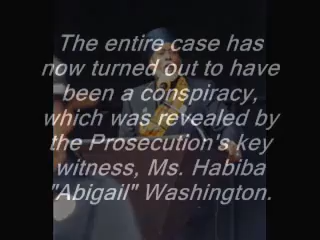 The entire case has
now turned out to have
been a conspiracy,
which was revealed by
the Prosecution's key
witness, Ms. Habiba
"Abigail" Washington.